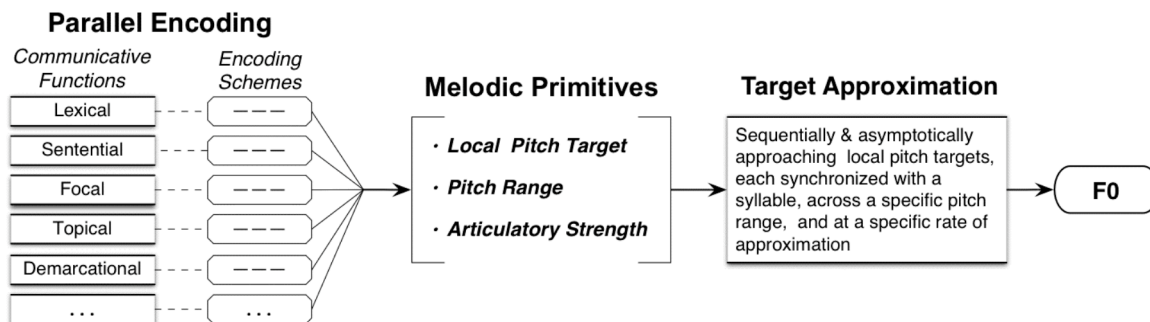 Parallel Encoding
Communicative
Functions
Encoding
Schemes
Lexical
– – –
Sentential
– – –
Focal
– – –
Topical
– – –
Demarcational
– – –
...
...
Melodic Primitives
· Local Pitch Target
· Pitch Range
· Articulatory Strength
Target Approximation
Sequentially & asymptotically
approaching local pitch targets,
each synchronized with a
syllable, across a specific pitch
range, and at a specific rate of
approximation
F0